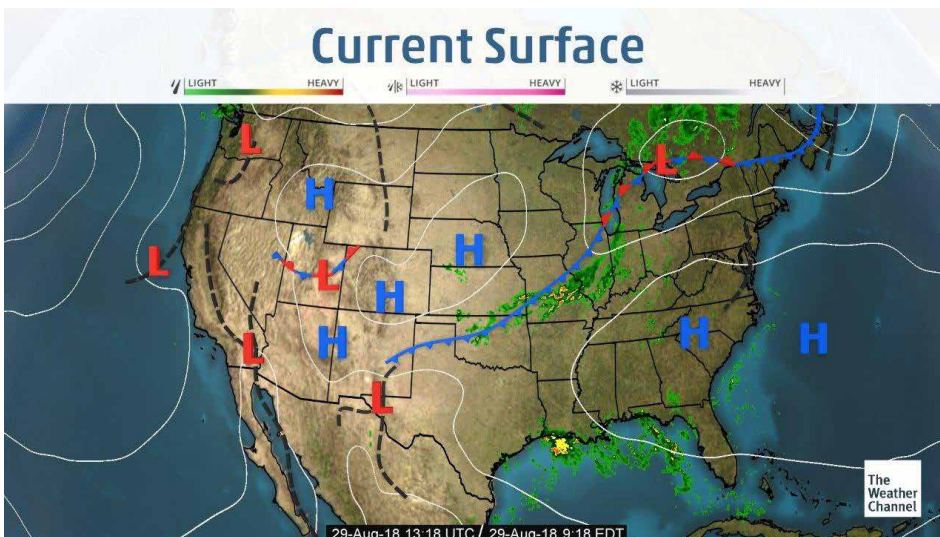 Current Surface
LIGHT HEAVY LIGHT HEAVY LIGHT HEAVY
L
H
L
H
L
L
H
H
L
H
H
L
The
Weather
Channel
29-Aug-18 13:18 UTC / 29-Aug-18 9:18 EDT